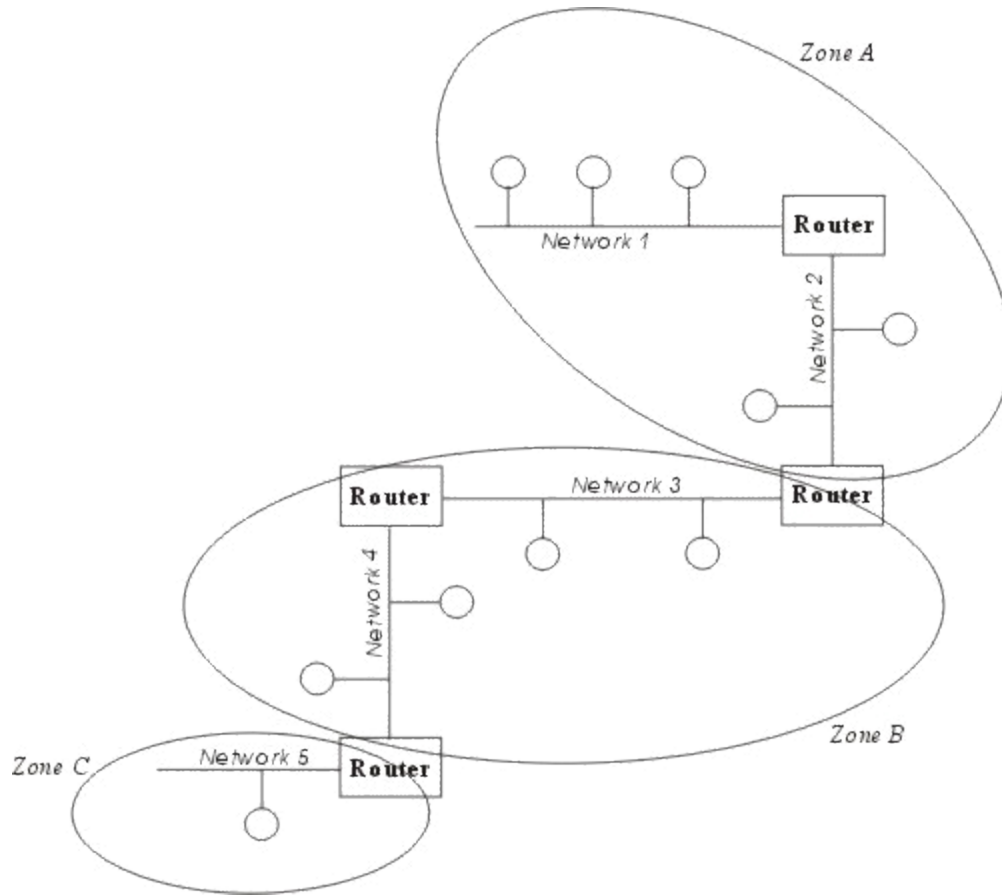 Zone A
Router
Network 1
Network 2
Router
Network 3
Router
Network 4
Zone B
Network 5
Zone C
Router